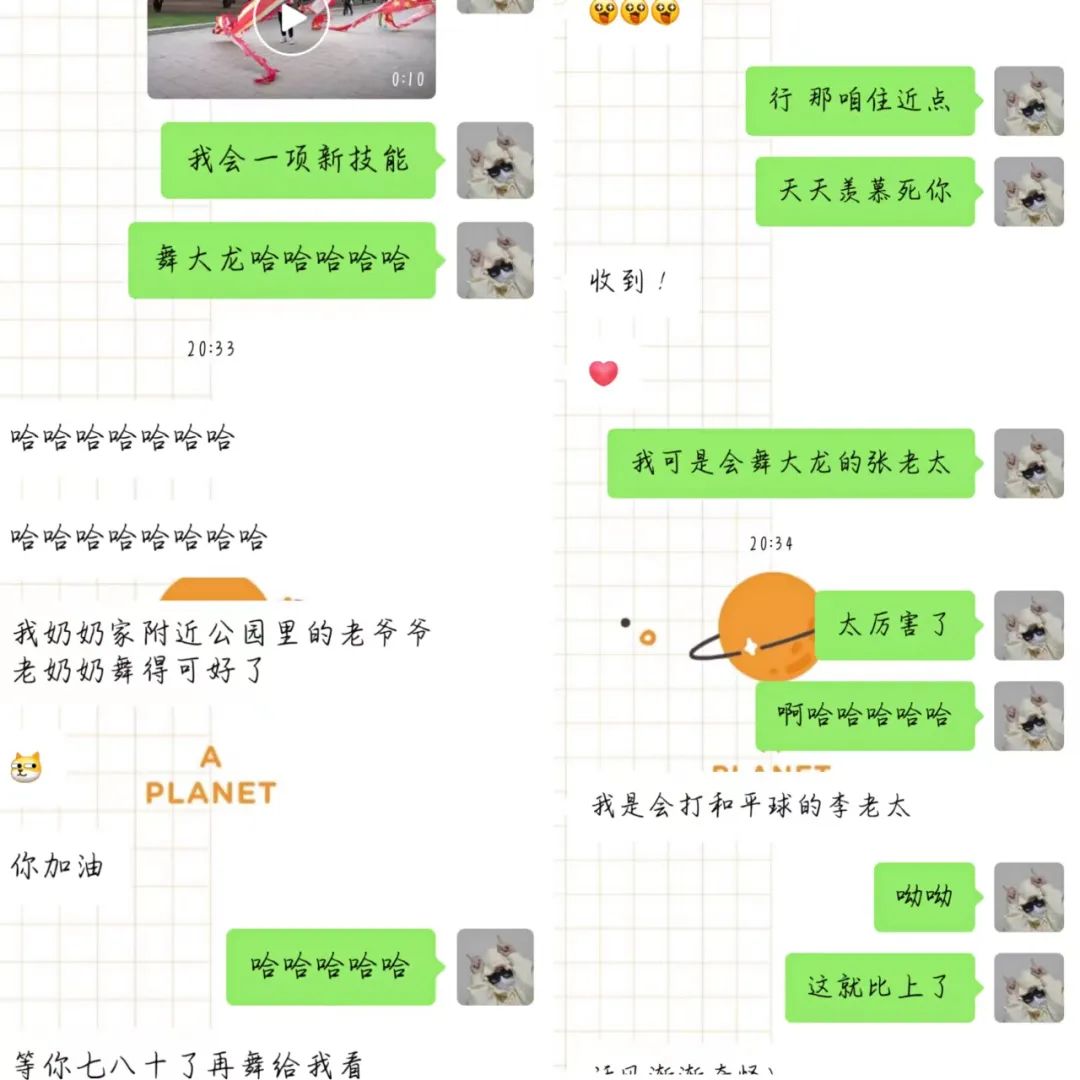 0:10
我会一项新技能
舞大龙哈哈哈哈哈
20:33
哈哈哈哈哈哈哈
哈哈哈哈哈哈哈哈
我奶奶家附近公园里的老爷爷
老奶奶舞得可好了
A
PLANET
你加油
哈哈哈哈哈
等你七八十了再舞给我看
行 那咱住近点
天天羡慕死你
收到！
我可是会舞大龙的张老太
20:34
太厉害了
啊哈哈哈哈哈
PLANET
我是会打和平球的李老太
呦呦
这就比上了